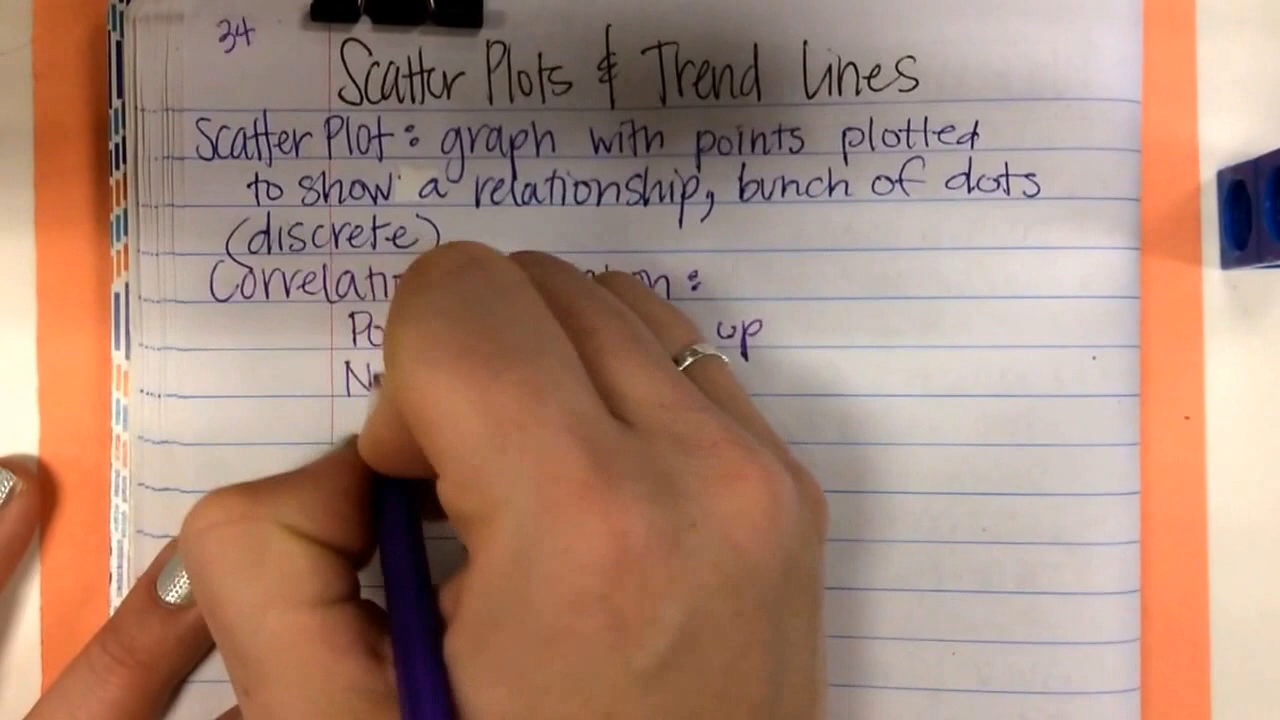 34
Scatter Plots & Trend Lines
Scatter Plot: graph with points plotted
to show a relationship, bunch of dots
(discrete)
up